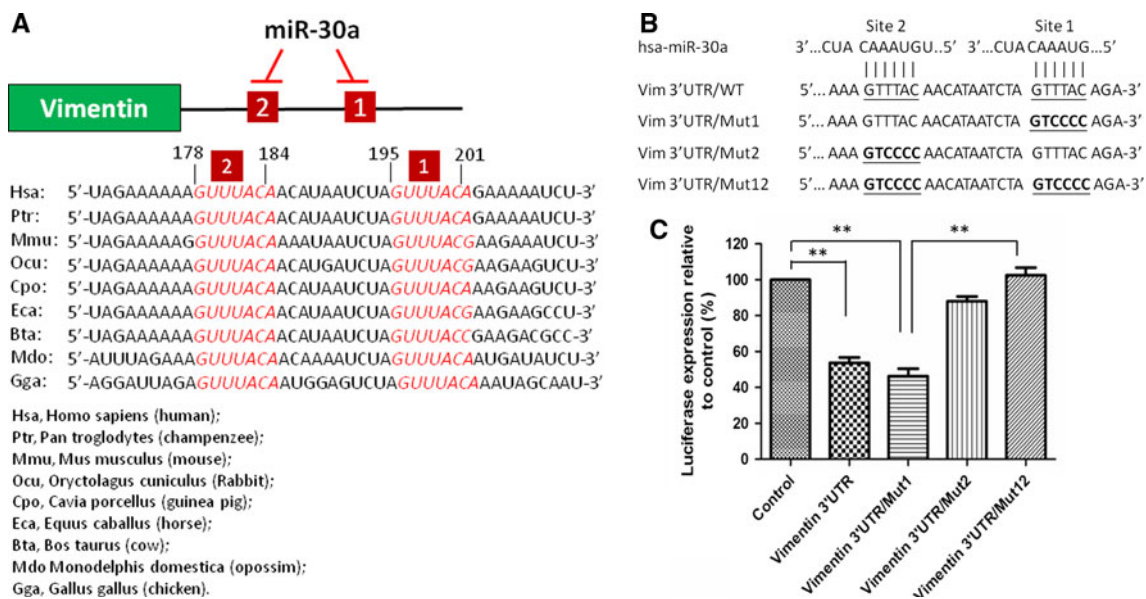 A
miR-30a
Vimentin
2
1
178
2
184
195
1
201
Hsa: 5’-UAGAAAAAAGUUUACAACAUAAUCUAGUUUACAGAAAAAUCU-3’
Ptr: 5’-UAGAAAAAAGUUUACAACAUAAUCUAGUUUACAGAAAAAUCU-3’
Mmu: 5’-UAGAAAAAGGUUUACAAAAUAAUCUAGUUUACGAAGAAAUCU-3’
Ocu: 5’-UAGAAAAAAGUUUACAACAUGAUCUAGUUUACGAAGAAGUCU-3’
Cpo: 5’-UAGAAAAAAGUUUACAACAUAAUCUAGUUUACAAAGAAGUCU-3’
Eca: 5’-UAGAAAAAAGUUUACAACAUAAUCUAGUUUACGAAGAAGCCU-3’
Bta: 5’-UAGAAAAAAGUUUACAACAUAAUCUAGUUUACCGAAGACGCC-3’
Mdo: 5’-AUUUAGAAAGUUUACAACAAAAUCUAGUUUACAAUGAUAUCU-3’
Gga: 5’-AGGAUUAGAGUUUACAAUGGAGUCUAGUUUACAAAUAGCAAU-3’
Hsa, Homo sapiens (human);
Ptr, Pan troglodytes (champenzee);
Mmu, Mus musculus (mouse);
Ocu, Oryctolagus cuniculus (Rabbit);
Cpo, Cavia porcellus (guinea pig);
Eca, Equus caballus (horse);
Bta, Bos taurus (cow);
Mdo Monodelphis domestica (opossim);
Gga, Gallus gallus (chicken).
B
Site 2 Site 1
hsa-miR-30a 3’...CUA CAAAUGU..5’ 3’...CUA CAAAUG...5’
Vim 3’UTR/WT 5’... AAA GTTTAC AACATAATCTA GTTTAC AGA-3’
Vim 3’UTR/Mut1 5’... AAA GTTTAC AACATAATCTA GTCCCC AGA-3’
Vim 3’UTR/Mut2 5’... AAA GTCCCC AACATAATCTA GTTTAC AGA-3’
Vim 3’UTR/Mut12 5’... AAA GTCCCC AACATAATCTA GTCCCC AGA-3’
C
Luciferase expression relative
to control (%)
120
100
80
60
40
20
0
**
**
**
Control
Vimentin 3'UTR
Vimentin 3'UTR/Mut1
Vimentin 3'UTR/Mut2
Vimentin 3'UTR/Mut12